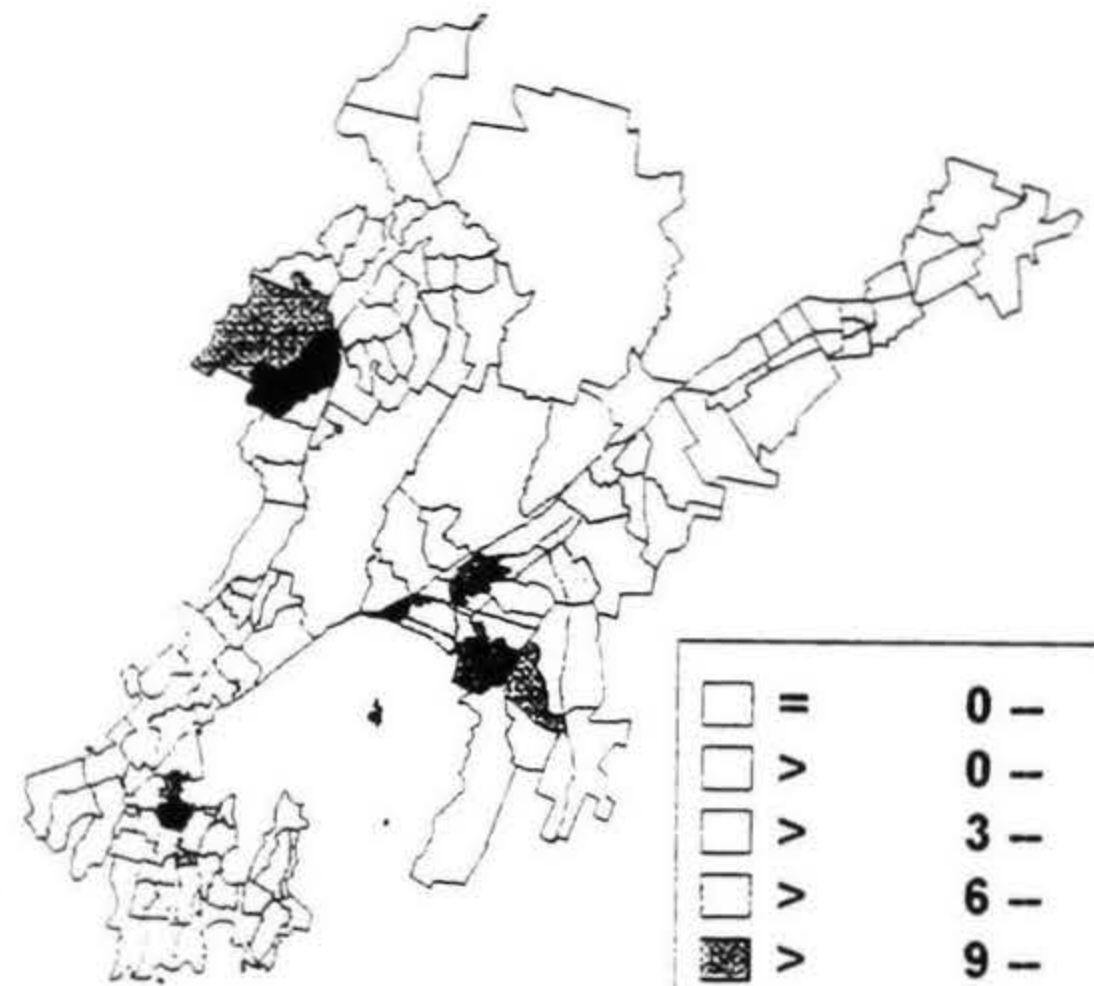 = 0 –
> 0 –
> 3 –
> 6 –
> 9 –